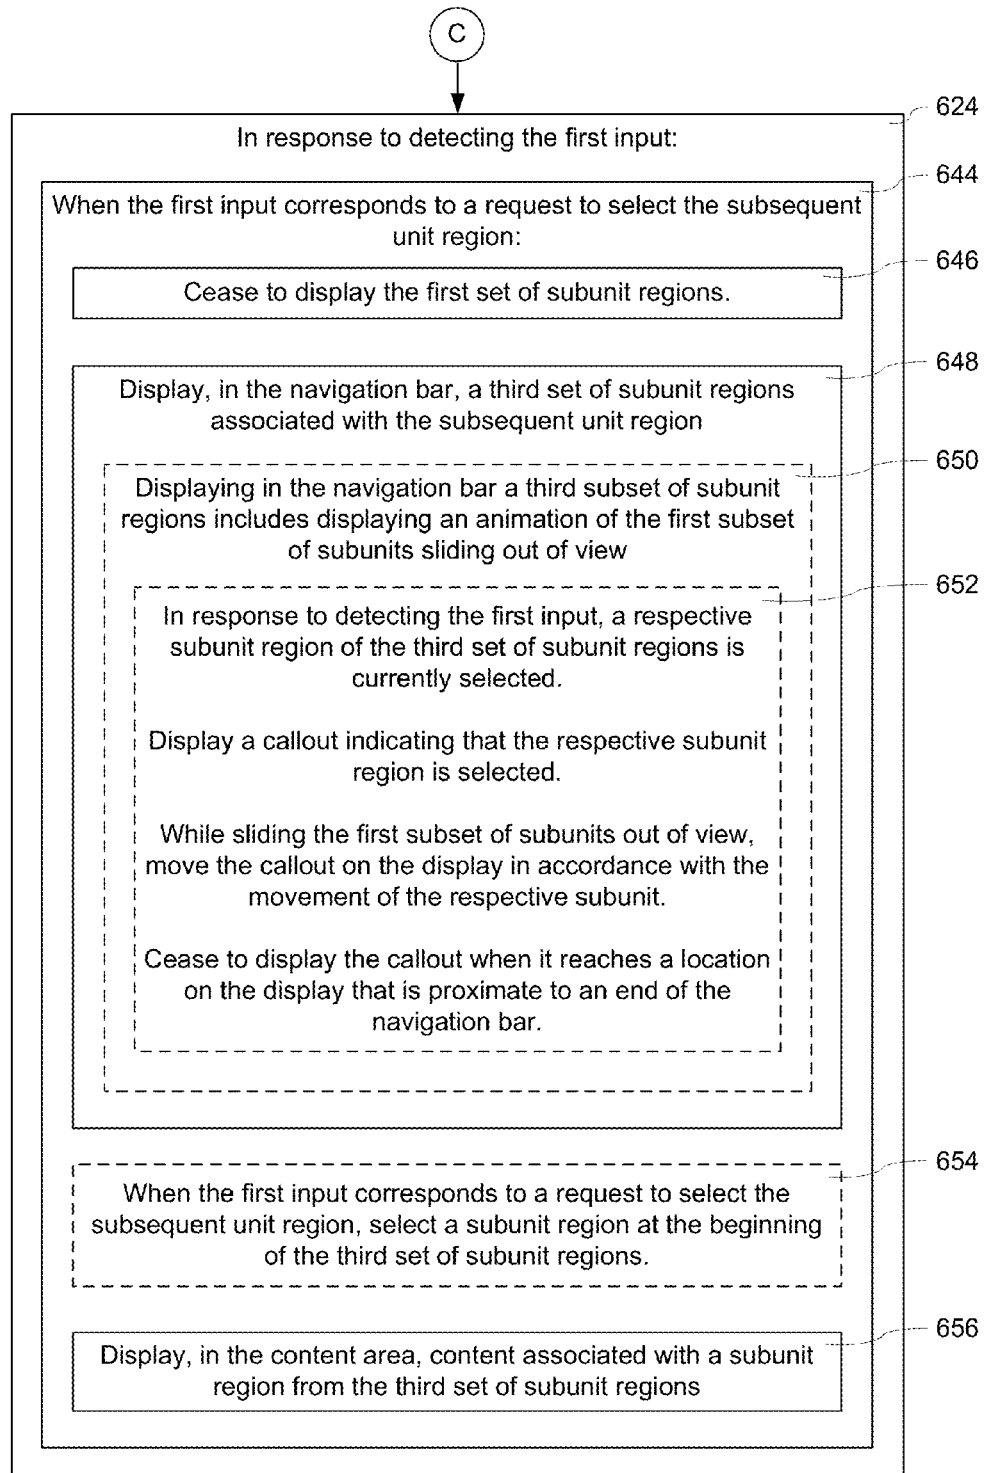 C
624
In response to detecting the first input:
644
When the first input corresponds to a request to select the subsequent
unit region:
646
Cease to display the first set of subunit regions.
648
Display, in the navigation bar, a third set of subunit regions
associated with the subsequent unit region
650
Displaying in the navigation bar a third subset of subunit
regions includes displaying an animation of the first subset
of subunits sliding out of view
652
In response to detecting the first input, a respective
subunit region of the third set of subunit regions is
currently selected.
Display a callout indicating that the respective subunit
region is selected.
While sliding the first subset of subunits out of view,
move the callout on the display in accordance with the
movement of the respective subunit.
Cease to display the callout when it reaches a location
on the display that is proximate to an end of the
navigation bar.
654
When the first input corresponds to a request to select the
subsequent unit region, select a subunit region at the beginning
of the third set of subunit regions.
656
Display, in the content area, content associated with a subunit
region from the third set of subunit regions